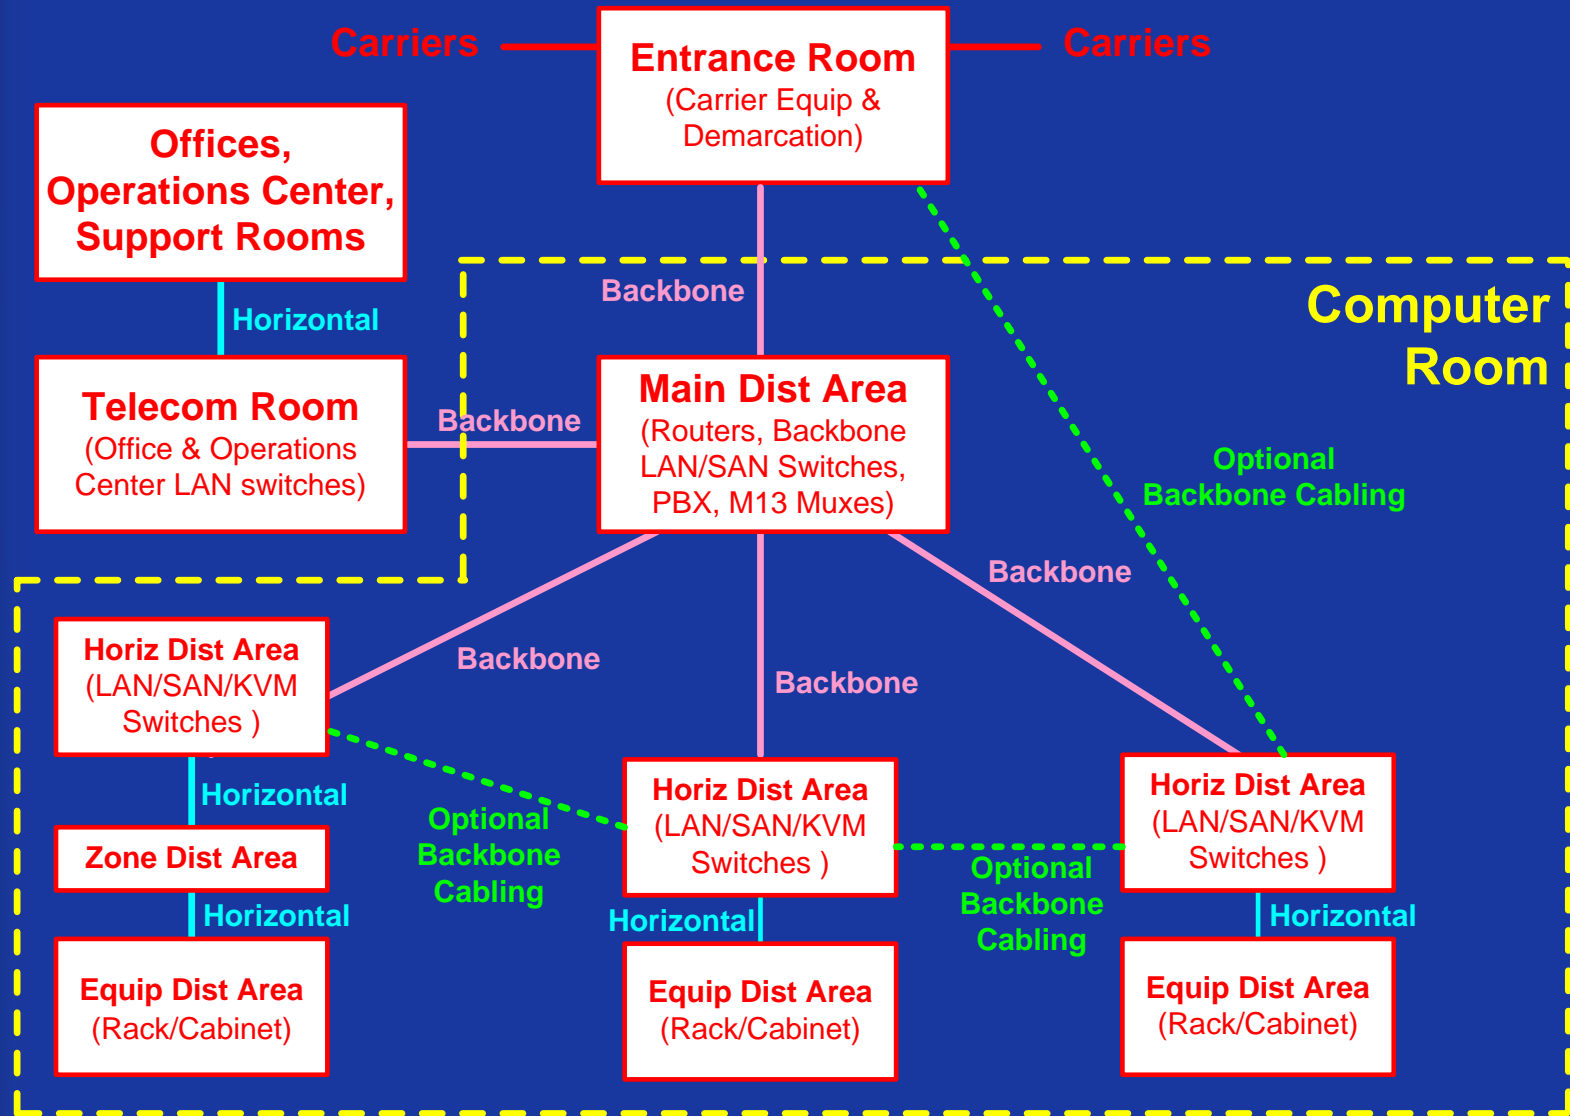 Carriers
Entrance Room
(Carrier Equip &
Demarcation)
Carriers
Offices,
Operations Center,
Support Rooms
Backbone
Computer
Room
Horizontal
Telecom Room
(Office & Operations
Center LAN switches)
Backbone
Main Dist Area
(Routers, Backbone
LAN/SAN Switches,
PBX, M13 Muxes)
Optional
Backbone Cabling
Backbone
Backbone
Backbone
Horiz Dist Area
(LAN/SAN/KVM
Switches )
Horizontal
Zone Dist Area
Horizontal
Equip Dist Area
(Rack/Cabinet)
Optional
Backbone
Cabling
Horiz Dist Area
(LAN/SAN/KVM
Switches )
Horizontal
Equip Dist Area
(Rack/Cabinet)
Optional
Backbone
Cabling
Horiz Dist Area
(LAN/SAN/KVM
Switches )
Horizontal
Equip Dist Area
(Rack/Cabinet)